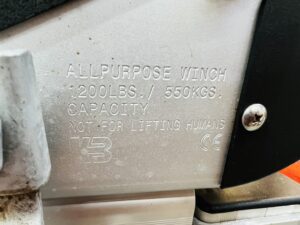 ALLPURPOSE WINCH
1200LBS./ 550KGS.
CAPACITY
NOT FOR LIFTING HUMANS
CE